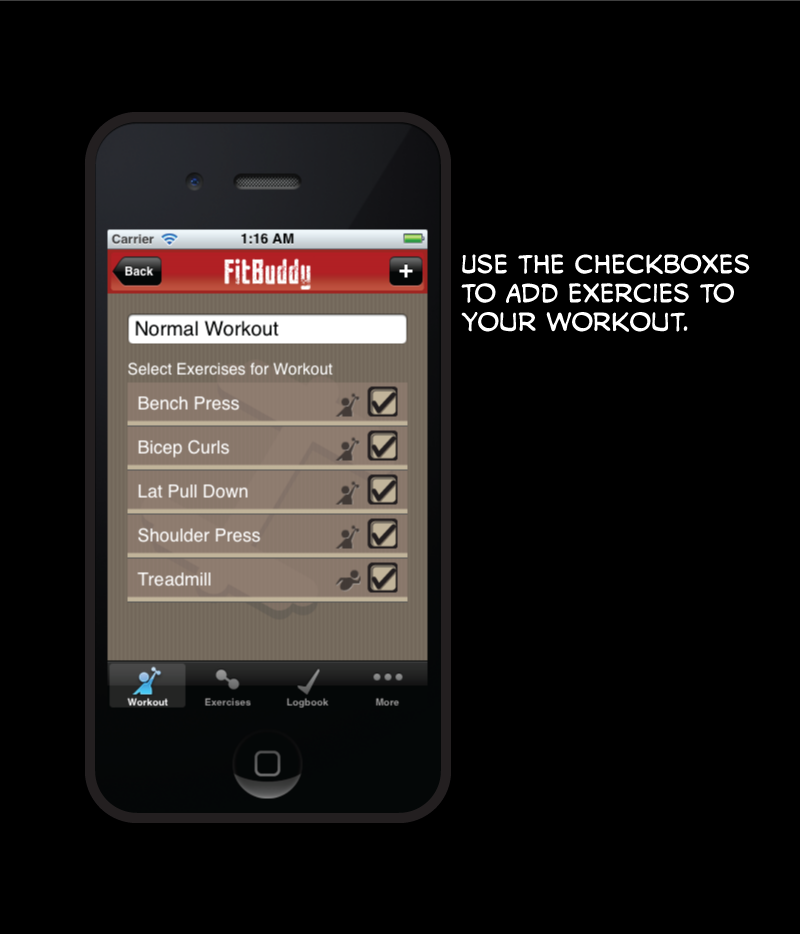 Carrier 1:16 AM
Back FitBuddy +
USE THE CHECKBOXES
TO ADD EXERCIES TO
YOUR WORKOUT.
Normal Workout
Select Exercises for Workout
Bench Press
Bicep Curls
Lat Pull Down
Shoulder Press
Treadmill
Workout Exercises Logbook More